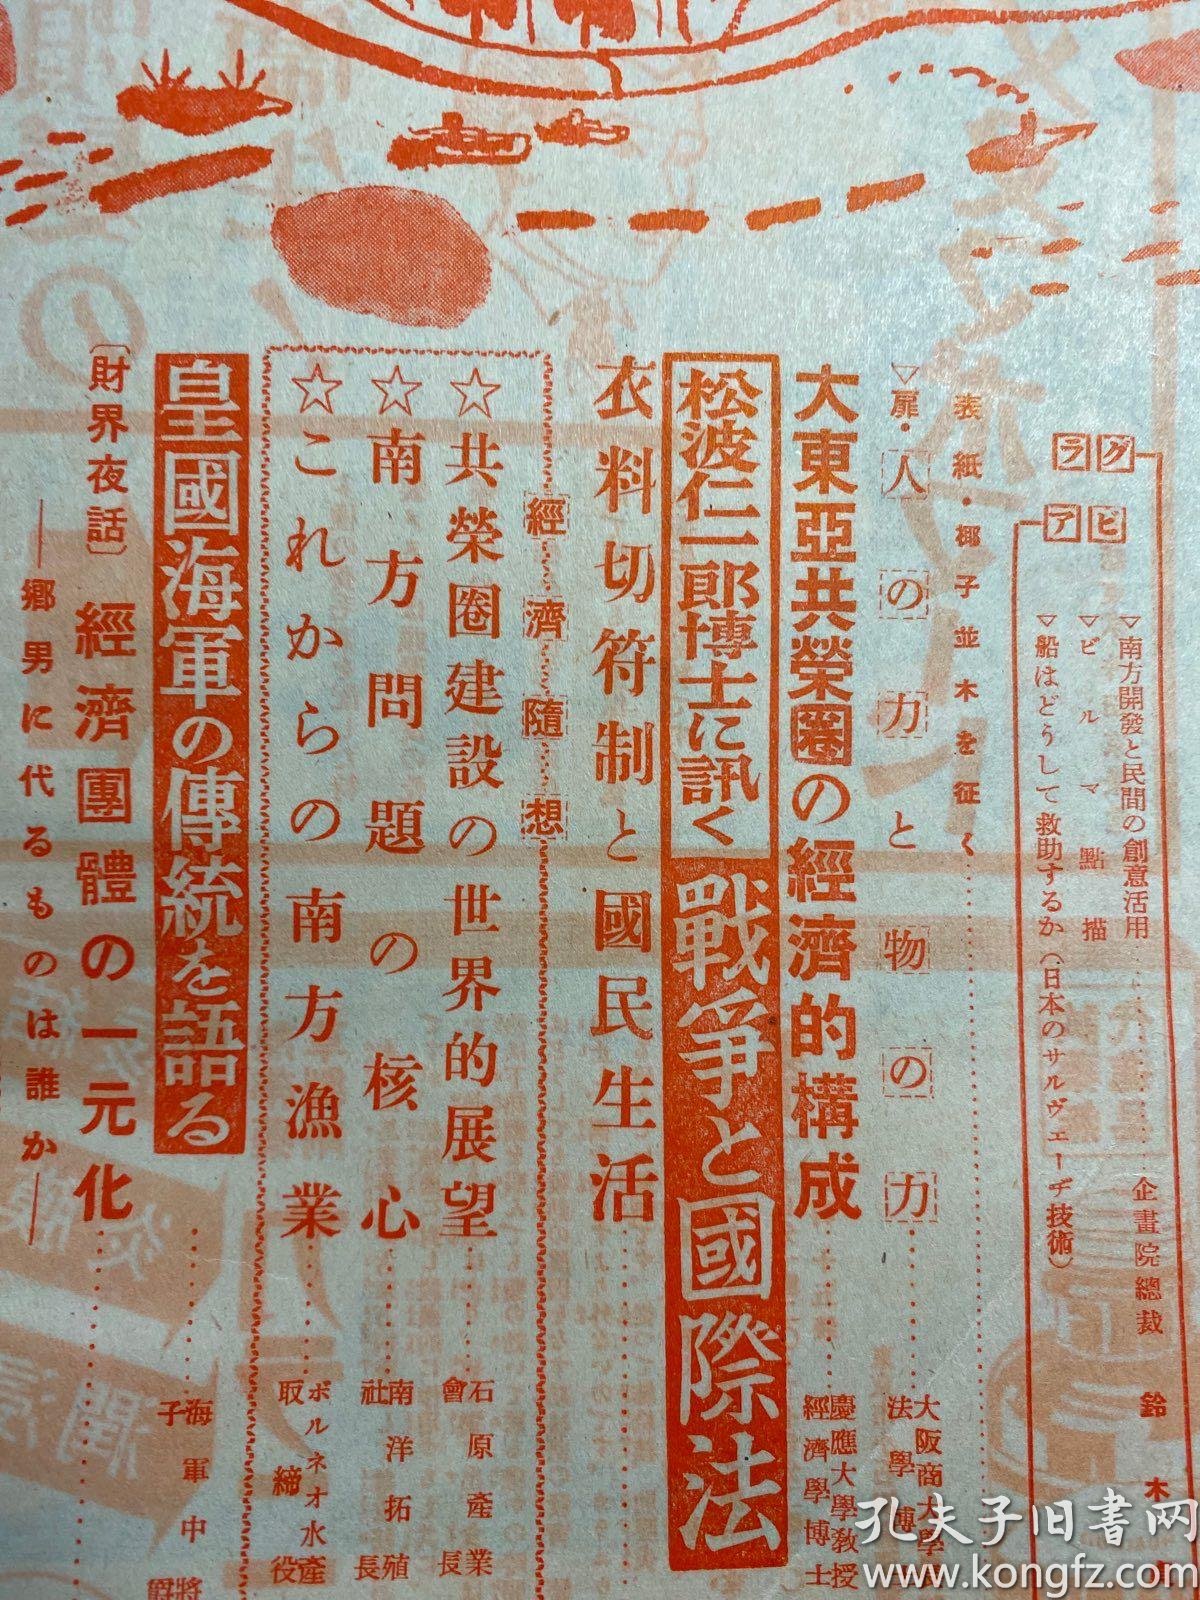 グラ
ビア
▽南方開發と民間の創意活用…………企畫院總裁 鈴木
▽ビルマ點描
▽船はどうして救助するか(日本のサルヴェーヂ技術)
表紙・椰子並木を征く
▽扉・人の力と物の力 大阪商大學 法學博
大東亞共榮圈の經濟的構成 慶應大學教授 經濟學博士
松波仁一郎博士に訊く 戰爭と國際法
衣料切符制と國民生活
經濟隨想
☆共榮圈建設の世界的展望 石原產業會長
☆南方問題の核心 南洋拓殖社長
☆これからの南方漁業 ボルネオ水產取締役
皇國海軍の傳統を語る 海軍中將 子爵
〔財界夜話〕經濟團體の一元化
―鄕男に代るものは誰か―
孔夫子旧书网
www.kongfz.com